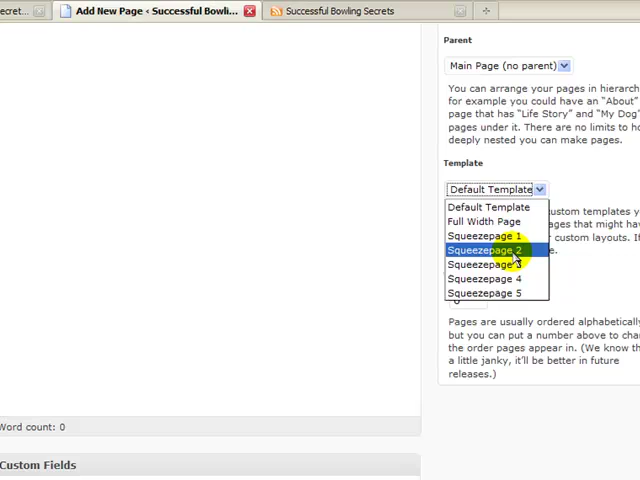 ecret...
Add New Page ‹ Successful Bowli...
Successful Bowling Secrets
Parent
Main Page (no parent)
You can arrange your pages in hierarch
for example you could have an "About"
page that has "Life Story" and "My Dog"
pages under it. There are no limits to ho
deeply nested you can make pages.
Template
Default Template
Default Template
Full Width Page
Squeezepage 1
Squeezepage 2
Squeezepage 3
Squeezepage 4
Squeezepage 5
ustom templates y
ages that might hav
custom layouts. If
e.
0
Pages are usually ordered alphabetically
but you can put a number above to cha
the order pages appear in. (We know th
a little janky, it'll be better in future
releases.)
Word count: 0
Custom Fields